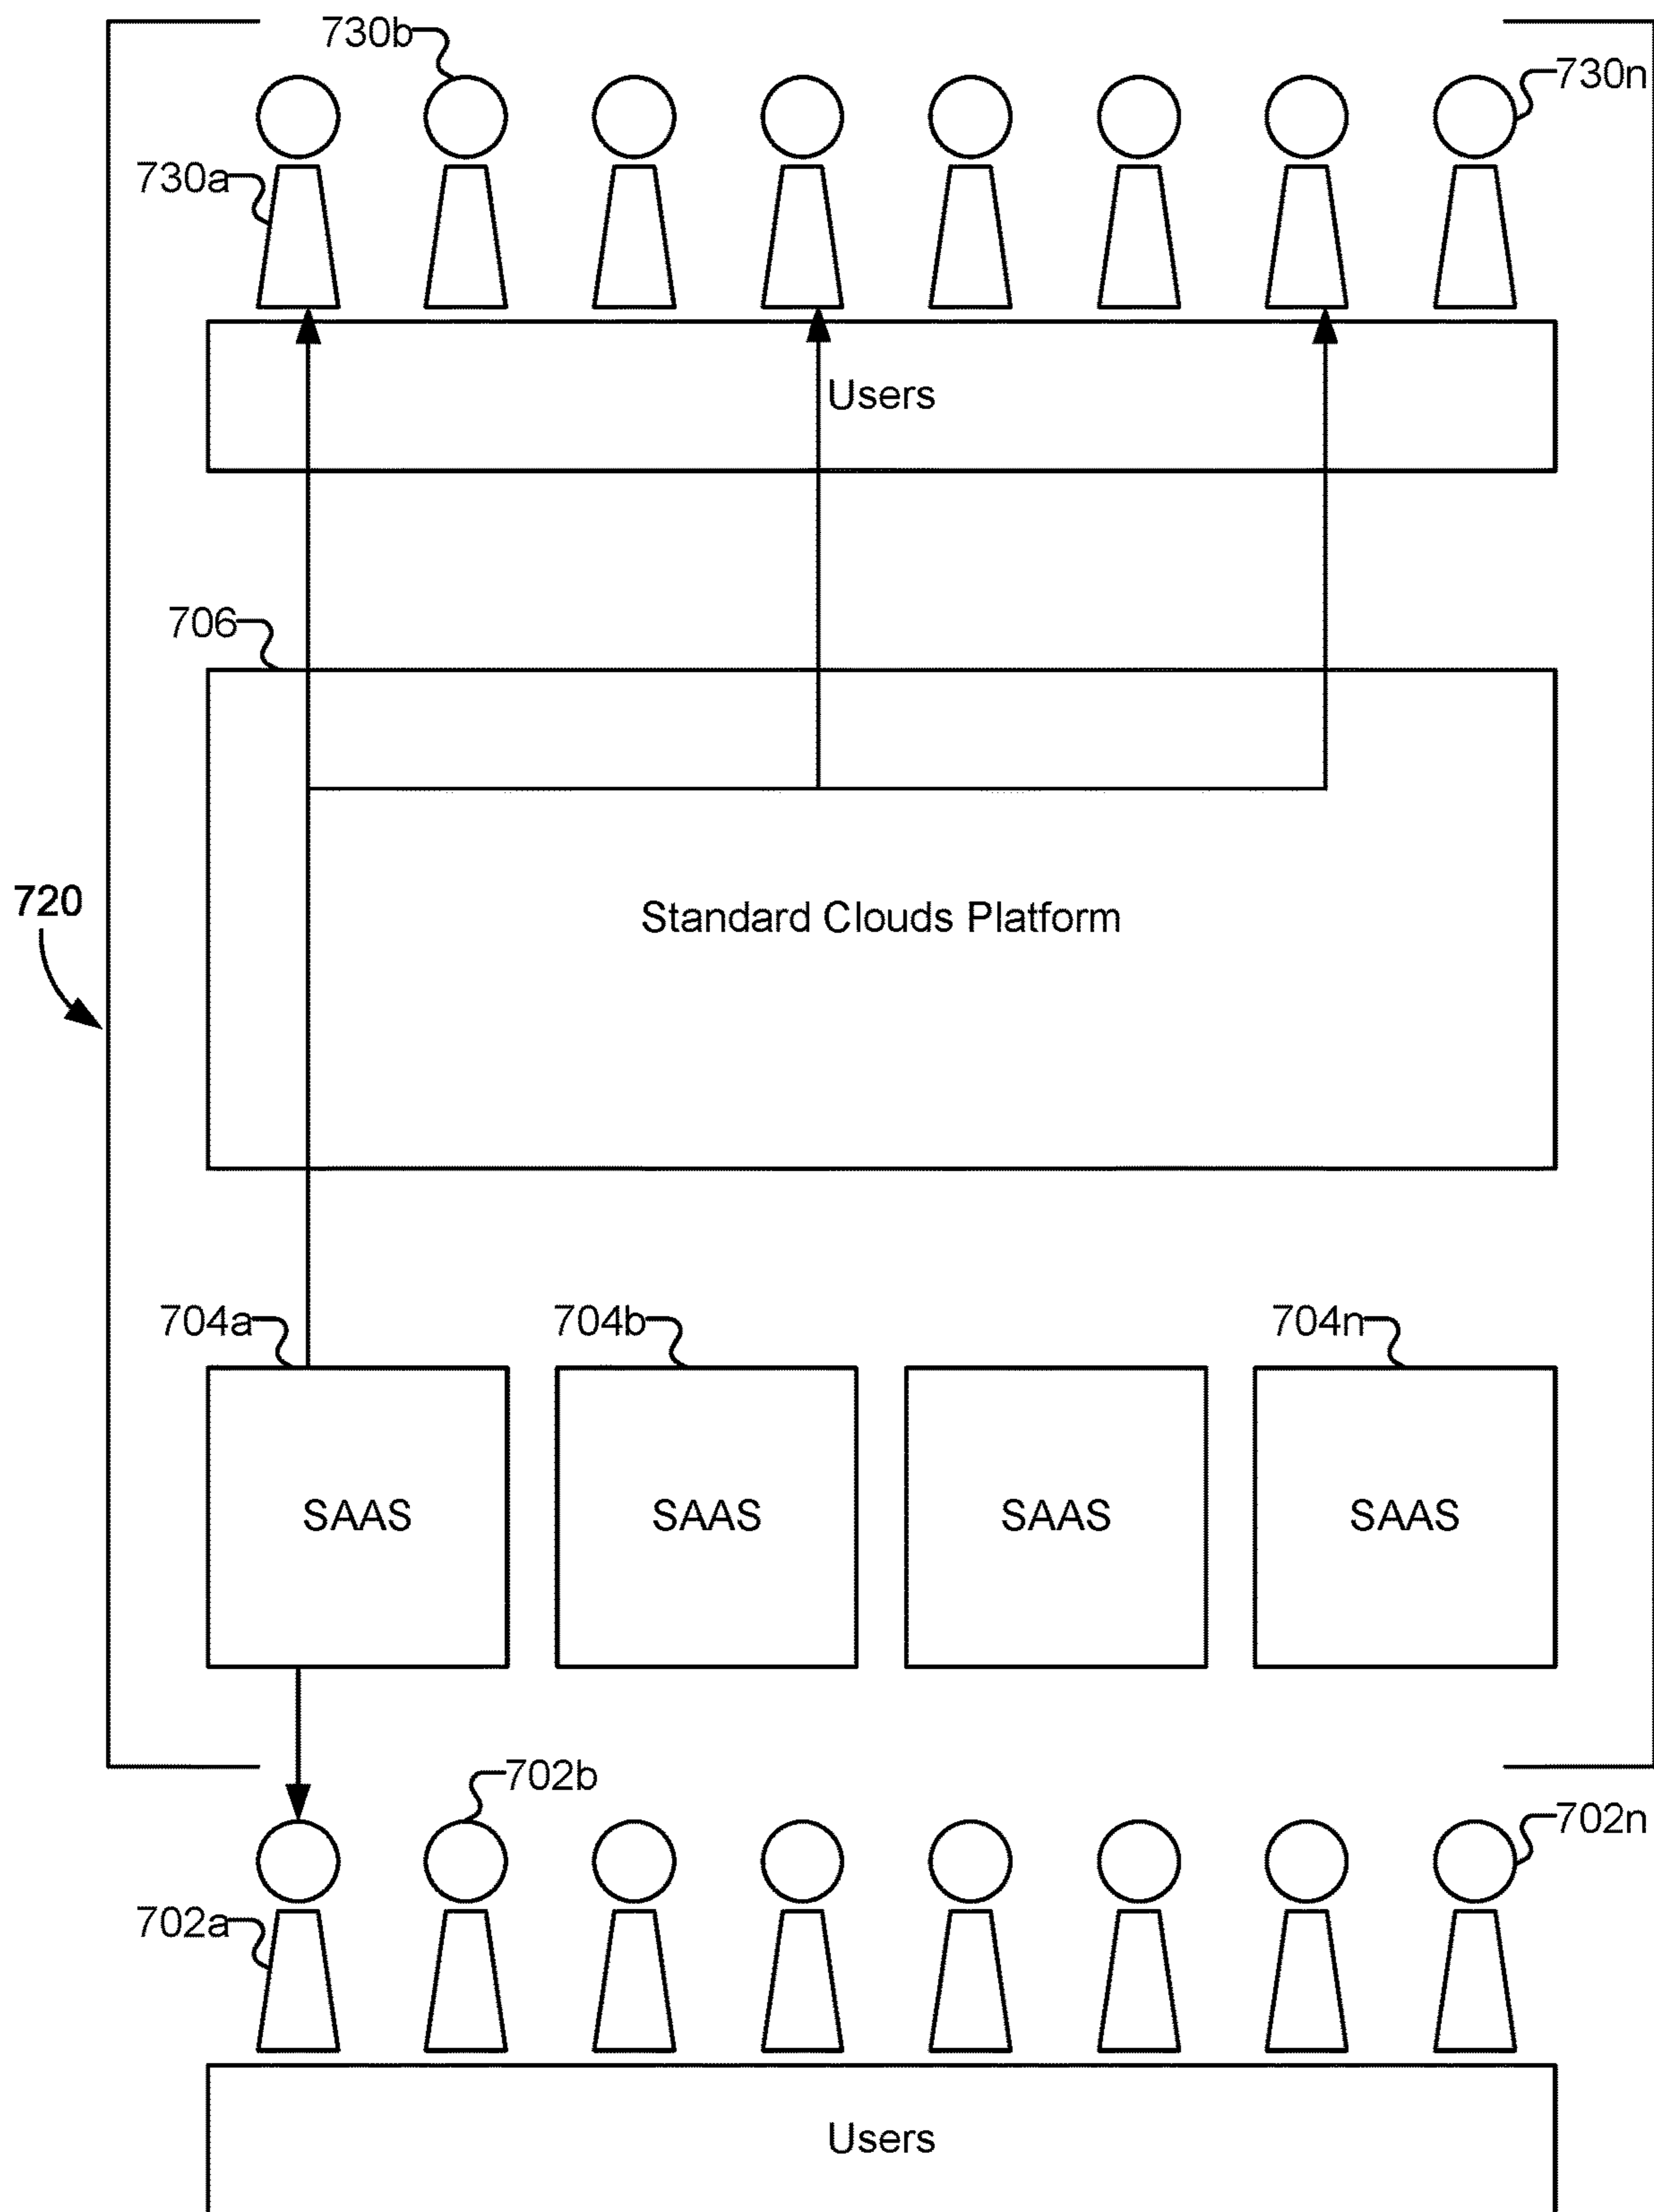 730b
730n
730a
Users
706
720
Standard Clouds Platform
704a
704b
704n
SAAS
SAAS
SAAS
SAAS
702b
702n
702a
Users